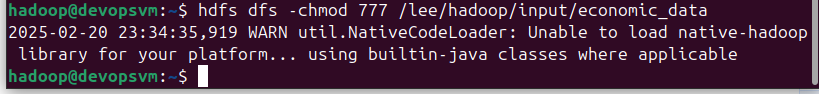 hadoop@devopsvm:~$ hdfs dfs -chmod 777 /lee/hadoop/input/economic_data
2025-02-20 23:34:35,919 WARN util.NativeCodeLoader: Unable to load native-hadoop
 library for your platform... using builtin-java classes where applicable
hadoop@devopsvm:~$